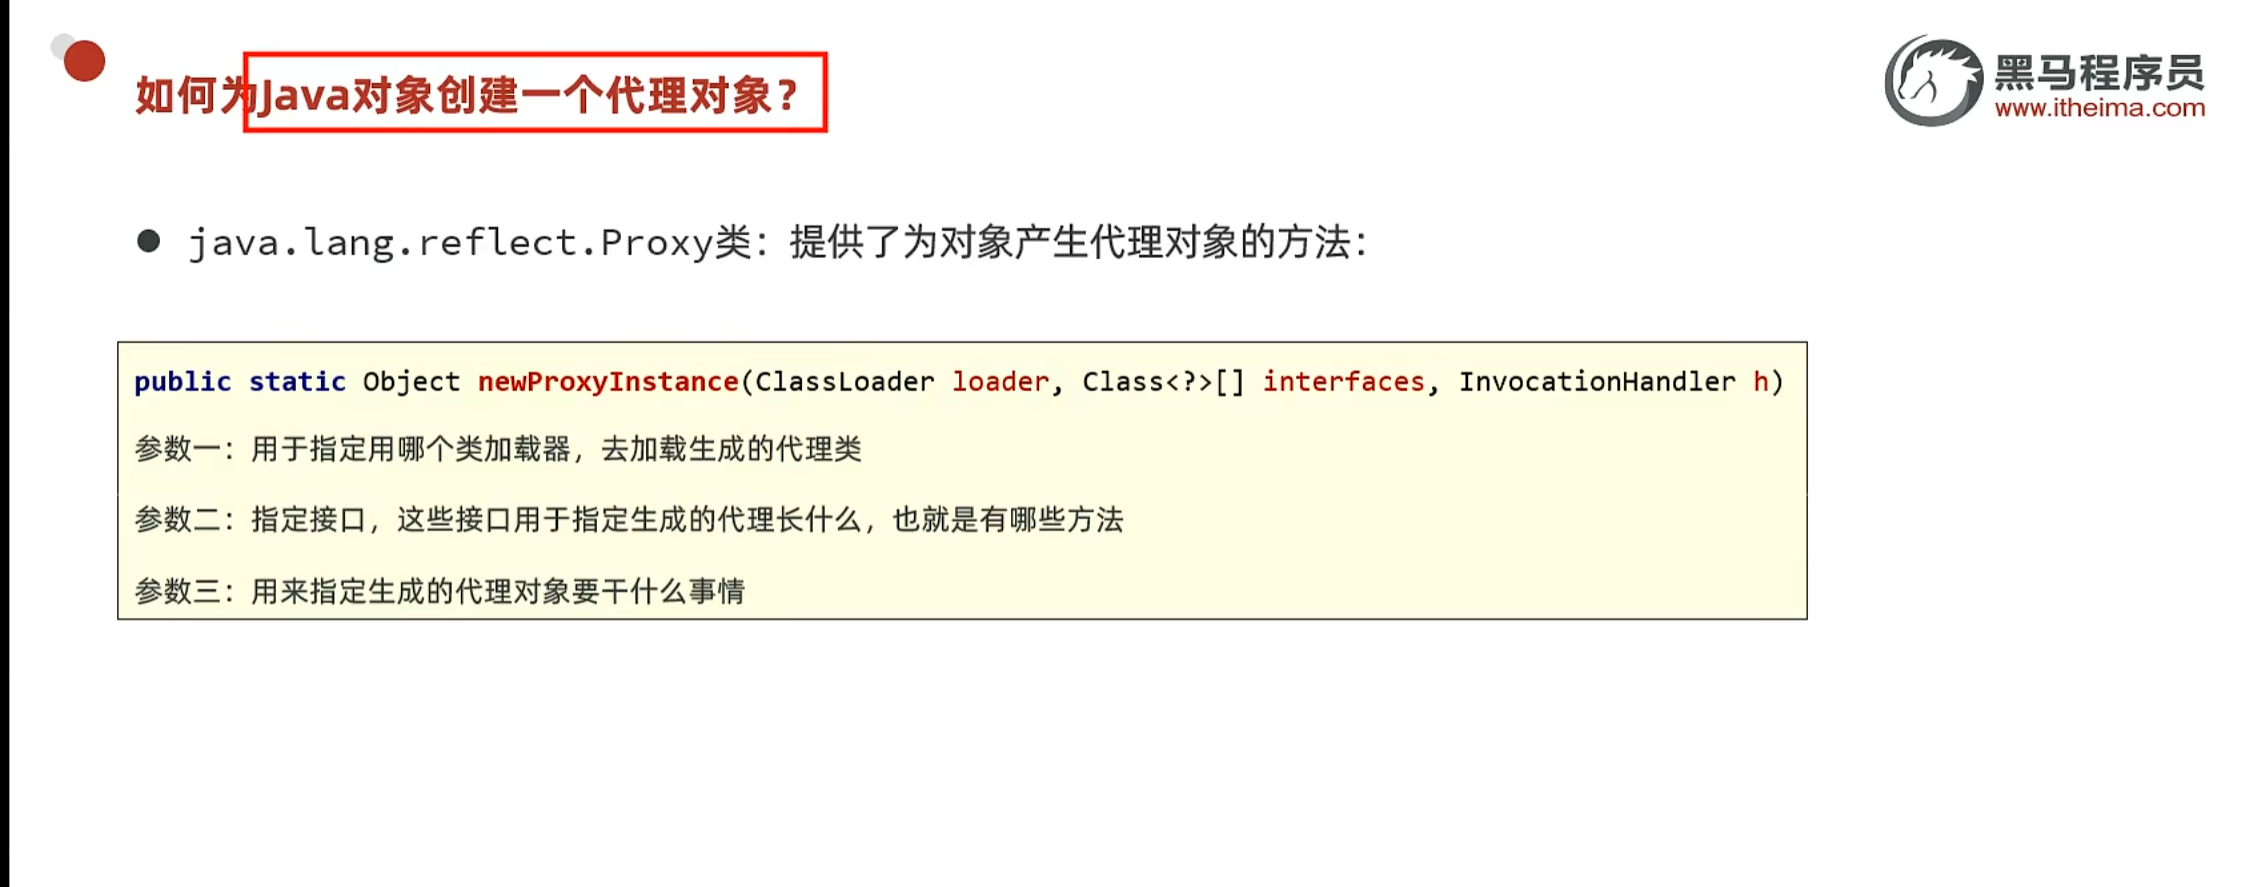 如何为Java对象创建一个代理对象？
黑马程序员
www.itheima.com
java.lang.reflect.Proxy类：提供了为对象产生代理对象的方法：
public static Object newProxyInstance(ClassLoader loader, Class<?>[] interfaces, InvocationHandler h)
参数一：用于指定用哪个类加载器，去加载生成的代理类
参数二：指定接口，这些接口用于指定生成的代理长什么，也就是有哪些方法
参数三：用来指定生成的代理对象要干什么事情